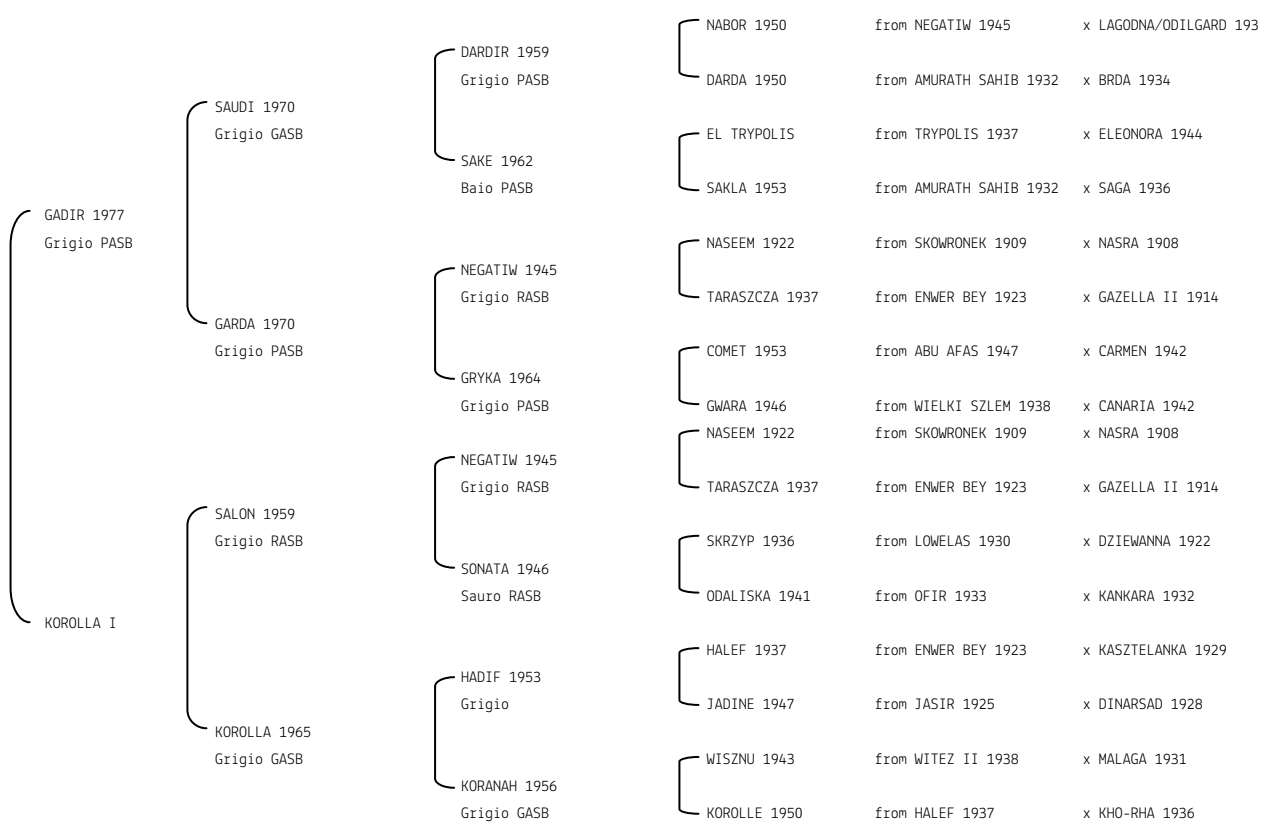 NABOR 1950 from NEGATIW 1945 x LAGODNA/ODILGARD 193
DARDIR 1959
Grigio PASB DARDA 1950 from AMURATH SAHIB 1932 x BRDA 1934
SAUDI 1970
Grigio GASB EL TRYPOLIS from TRYPOLIS 1937 x ELEONORA 1944
SAKE 1962
Baio PASB SAKLA 1953 from AMURATH SAHIB 1932 x SAGA 1936
GADIR 1977
Grigio PASB NASEEM 1922 from SKOWRONEK 1909 x NASRA 1908
NEGATIW 1945
Grigio RASB TARASZCZA 1937 from ENWER BEY 1923 x GAZELLA II 1914
GARDA 1970
Grigio PASB COMET 1953 from ABU AFAS 1947 x CARMEN 1942
GRYKA 1964
Grigio PASB GWARA 1946 from WIELKI SZLEM 1938 x CANARIA 1942
NASEEM 1922 from SKOWRONEK 1909 x NASRA 1908
NEGATIW 1945
Grigio RASB TARASZCZA 1937 from ENWER BEY 1923 x GAZELLA II 1914
SALON 1959
Grigio RASB SKRZYP 1936 from LOWELAS 1930 x DZIEWANNA 1922
SONATA 1946
Sauro RASB ODALISKA 1941 from OFIR 1933 x KANKARA 1932
KOROLLA I
HALEF 1937 from ENWER BEY 1923 x KASZTELANKA 1929
HADIF 1953
Grigio JADINE 1947 from JASIR 1925 x DINARSAD 1928
KOROLLA 1965
Grigio GASB WISZNU 1943 from WITEZ II 1938 x MALAGA 1931
KORANAH 1956
Grigio GASB KOROLLE 1950 from HALEF 1937 x KHO-RHA 1936